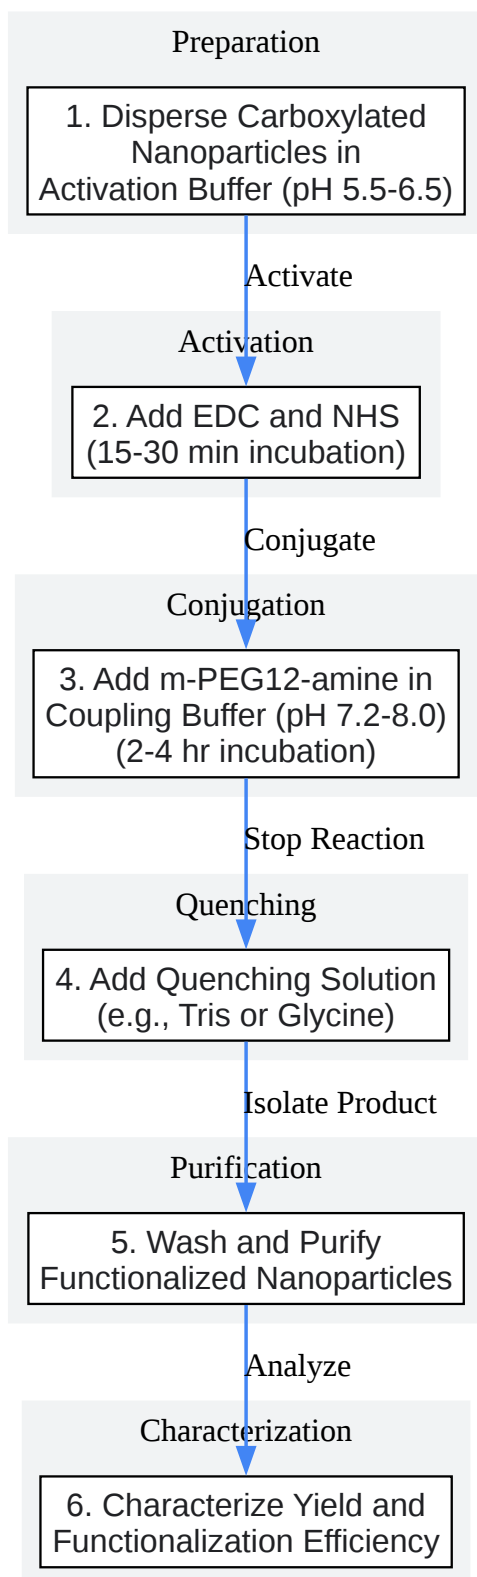 Preparation
1. Disperse Carboxylated
Nanoparticles in
Activation Buffer (pH 5.5-6.5)
Activate
Activation
2. Add EDC and NHS
(15-30 min incubation)
Conjugate
Conjugation
3. Add m-PEG12-amine in
Coupling Buffer (pH 7.2-8.0)
(2-4 hr incubation)
Stop Reaction
Quenching
4. Add Quenching Solution
(e.g., Tris or Glycine)
Isolate Product
Purification
5. Wash and Purify
Functionalized Nanoparticles
Analyze
Characterization
6. Characterize Yield and
Functionalization Efficiency